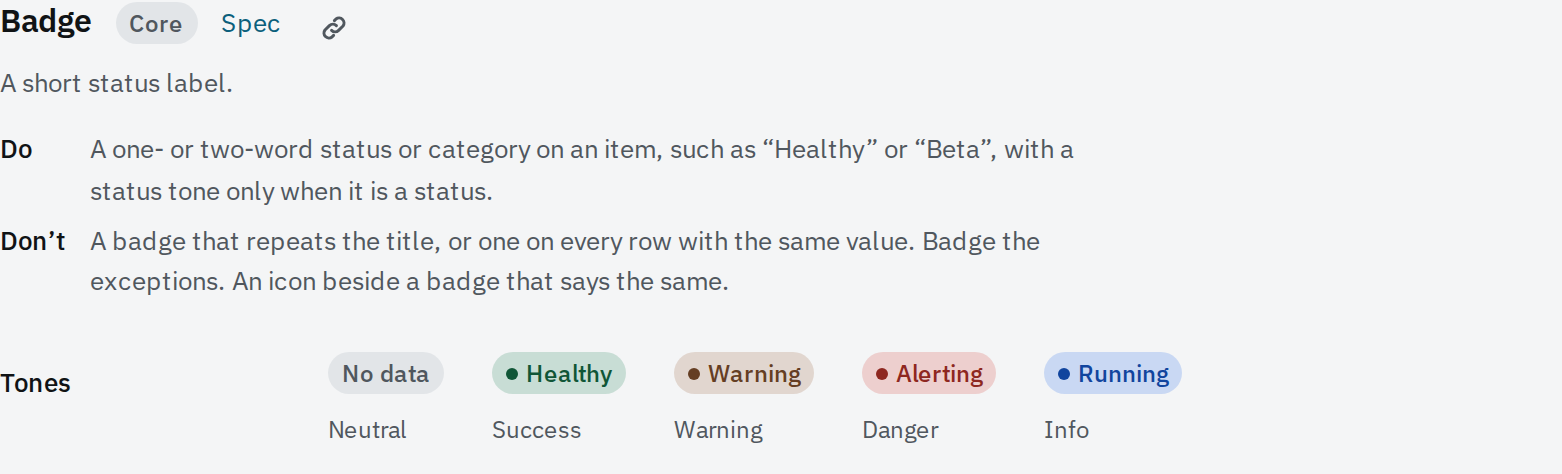 Badge Core Spec
A short status label.
Do A one- or two-word status or category on an item, such as “Healthy” or “Beta”, with a
status tone only when it is a status.
Don’t A badge that repeats the title, or one on every row with the same value. Badge the
exceptions. An icon beside a badge that says the same.
Tones No data Healthy Warning Alerting Running
Neutral Success Warning Danger Info